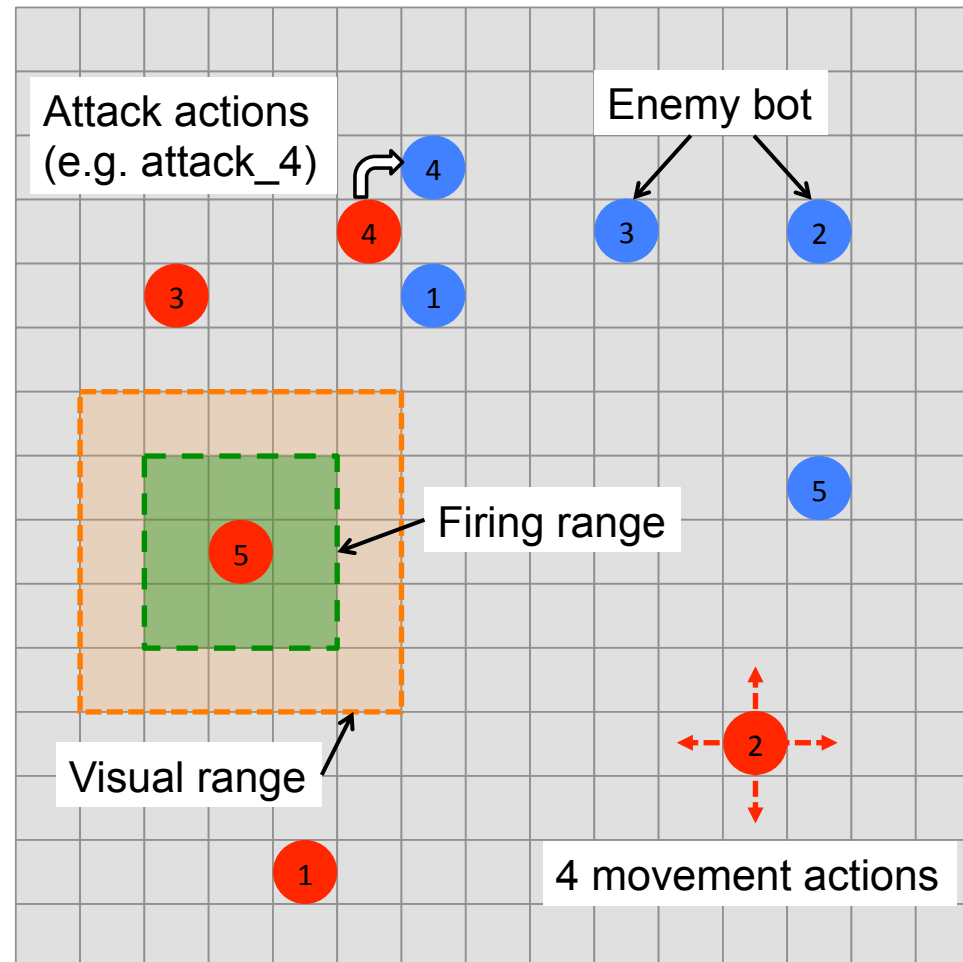 Attack actions
(e.g. attack_4)
Enemy bot
4
4
3
2
3
1
5
Firing range
5
2
Visual range
1
4 movement actions